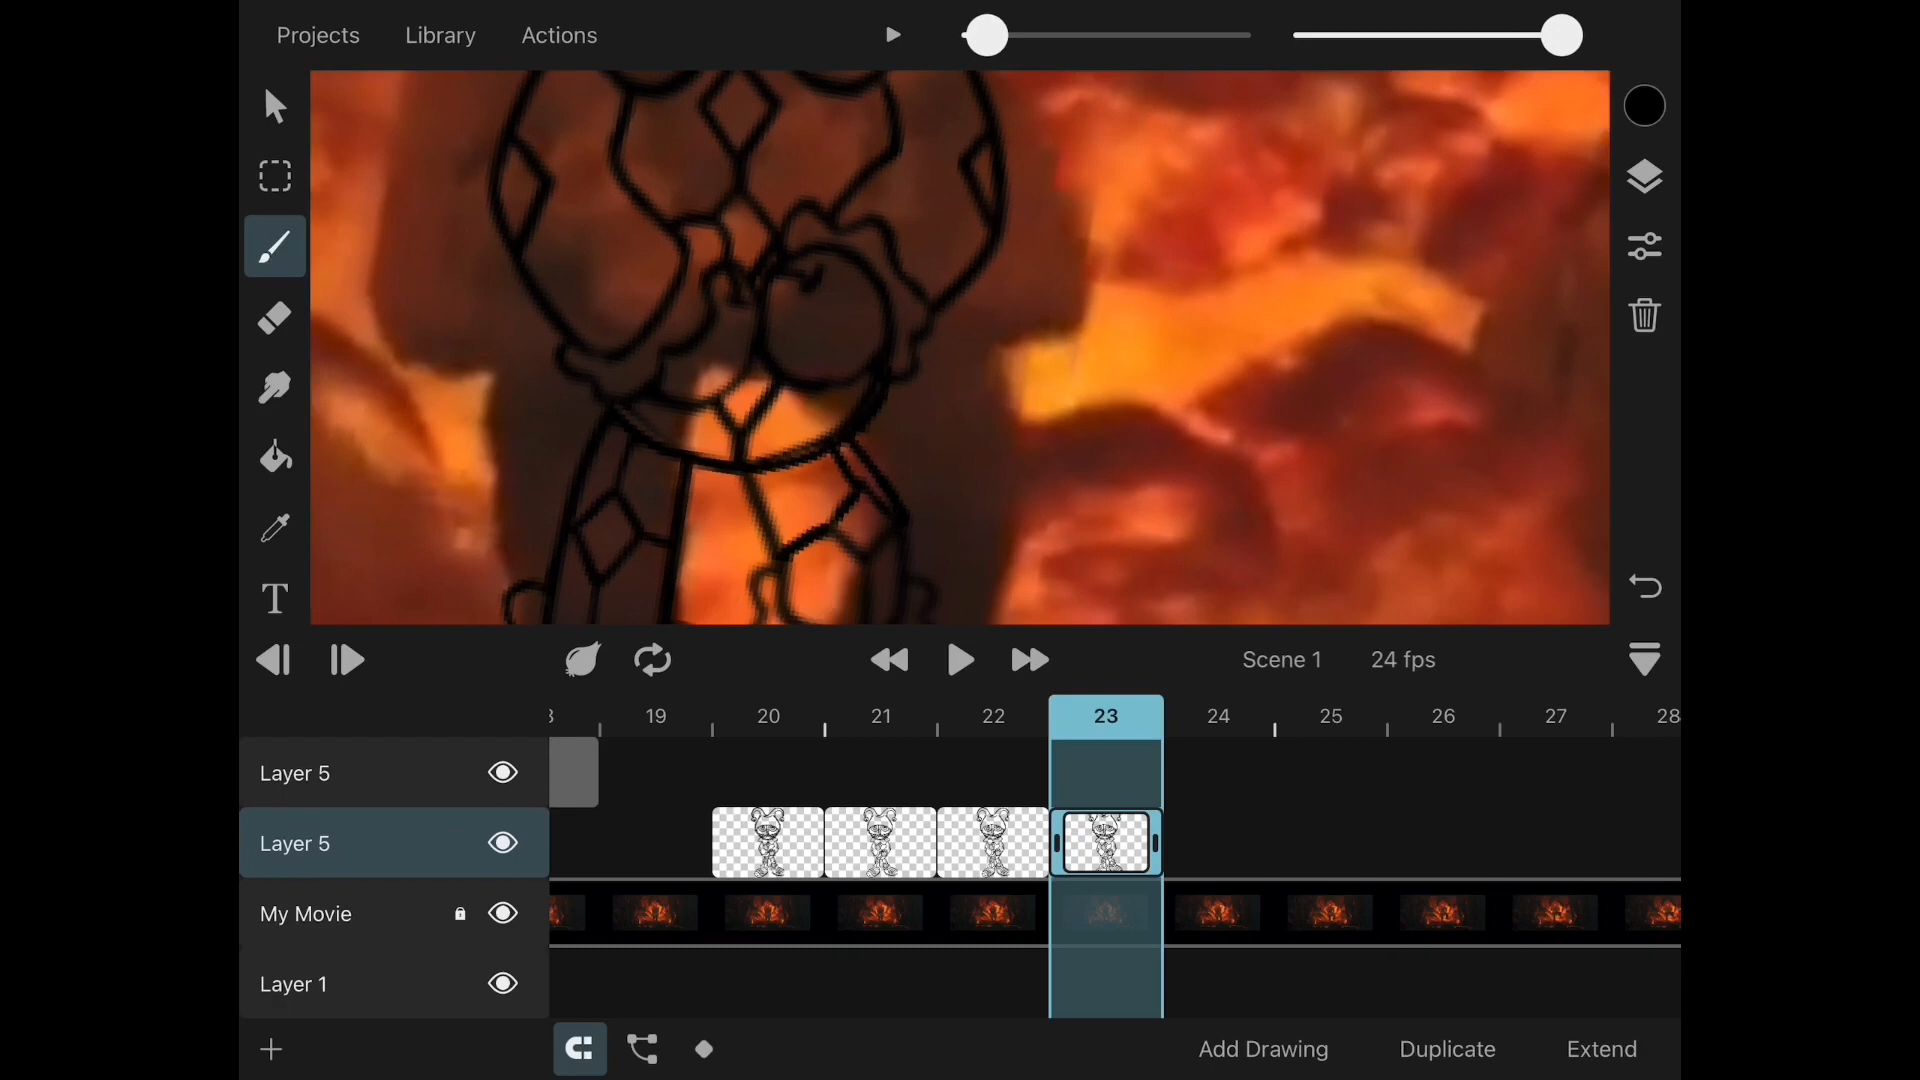 Projects Library Actions
T
Scene 1 24 fps
19 20 21 22 23 24 25 26 27 28
Layer 5
Layer 5
My Movie
Layer 1
Add Drawing Duplicate Extend